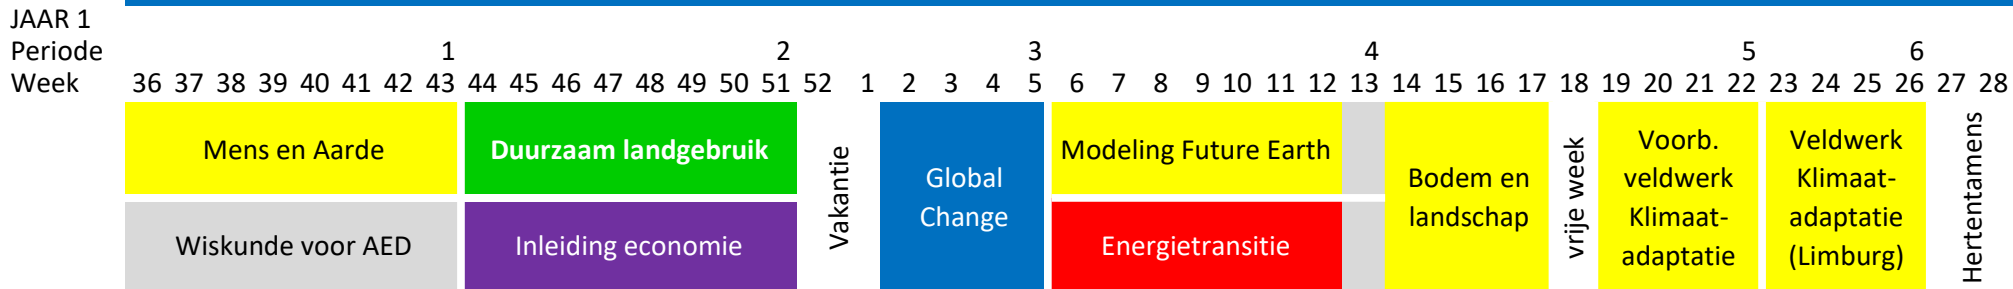 JAAR 1
Periode 1 2 3 4 5 6
Week 36 37 38 39 40 41 42 43 44 45 46 47 48 49 50 51 52 1 2 3 4 5 6 7 8 9 10 11 12 13 14 15 16 17 18 19 20 21 22 23 24 25 26 27 28
Mens en Aarde
Wiskunde voor AED
Duurzaam landgebruik
Inleiding economie
Vakantie
Global
Change
Modeling Future Earth
Energietransitie
Bodem en
landschap
vrije week
Voorb.
veldwerk
Klimaat-
adaptatie
Veldwerk
Klimaat-
adaptatie
(Limburg)
Hertentamens